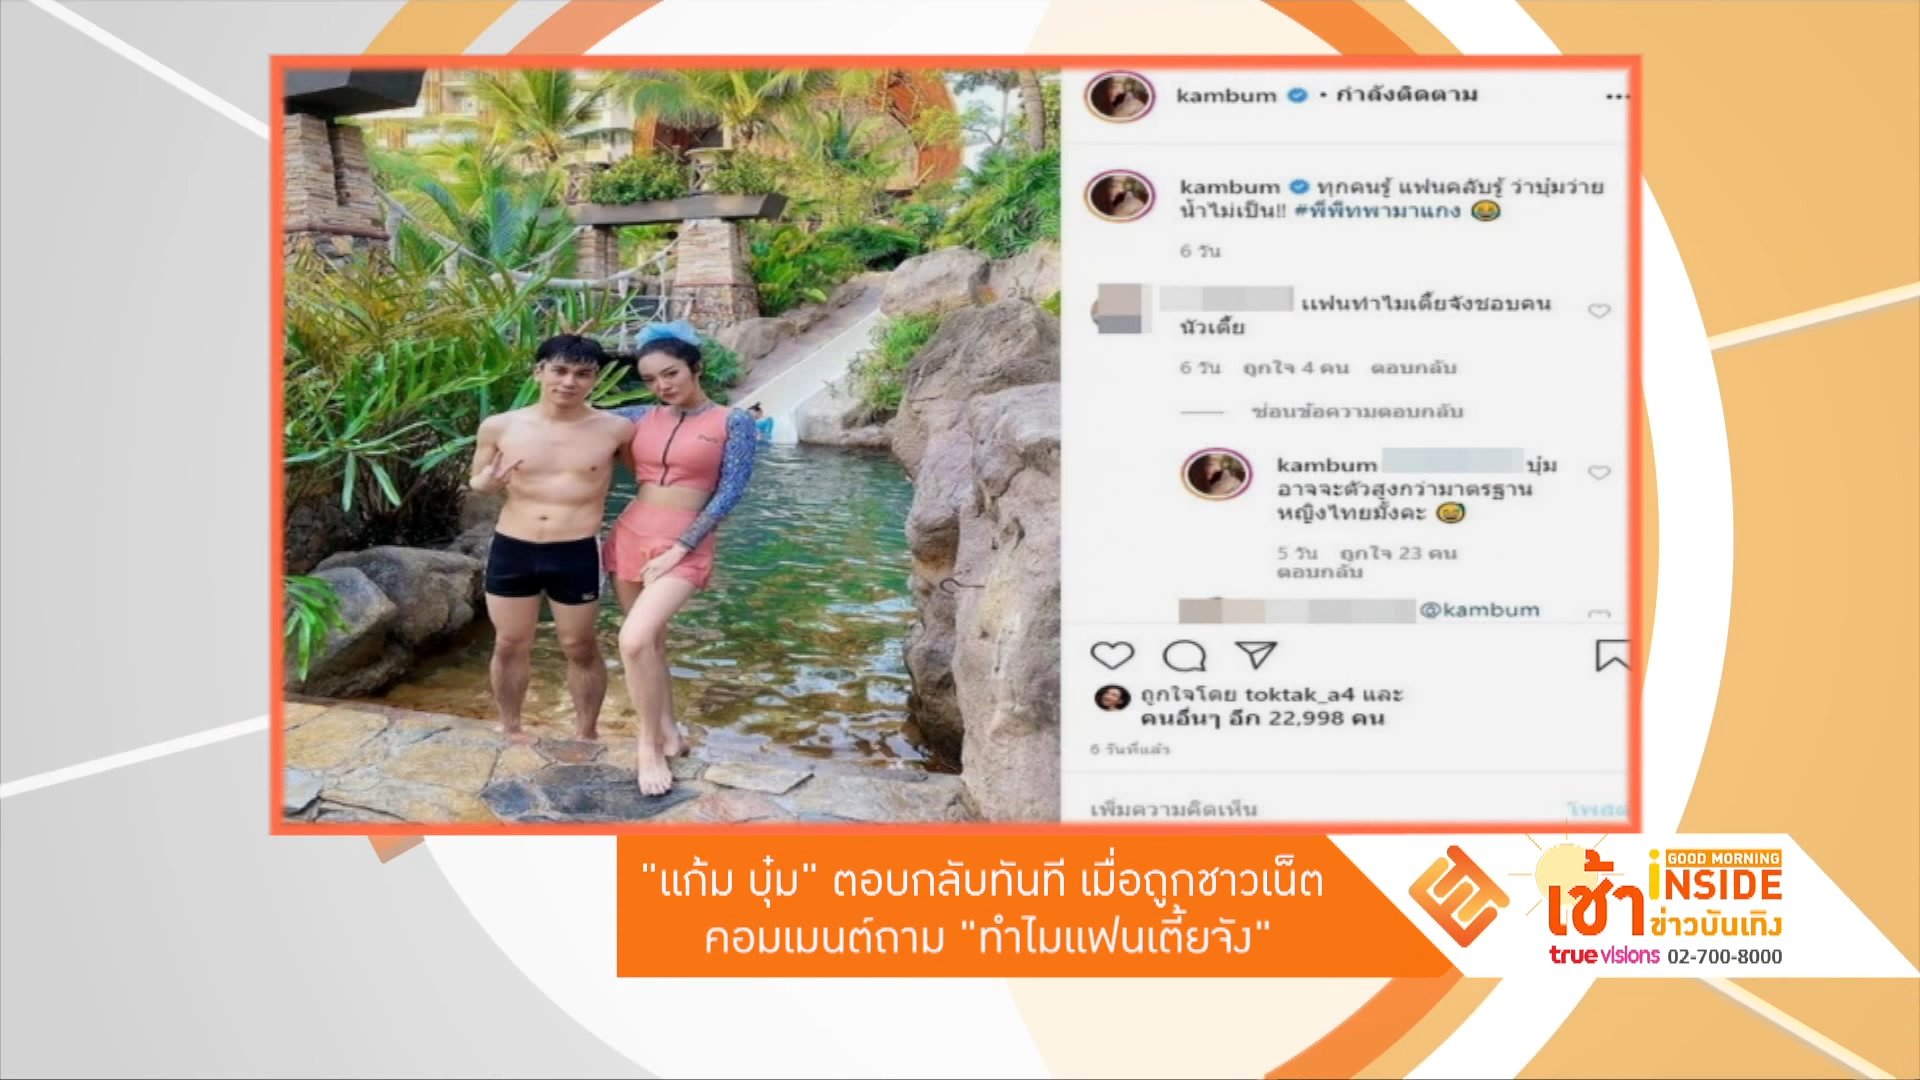 kambum • กำลังติดตาม
kambum ทุกคนรู้ แฟนคลับรู้ ว่าบุ๋มว่าย
น้ำไม่เป็น!! #พีพีทพามาแกง
6 วัน
แฟนทำไมเตี้ยจังชอบคน
นัวเตี้ย
6 วัน ถูกใจ 4 คน ตอบกลับ
ซ่อนข้อความตอบกลับ
kambum บุ๋ม
อาจจะตัวสูงกว่ามาตรฐาน
หญิงไทยมั้งคะ
5 วัน ถูกใจ 23 คน
ตอบกลับ
@kambum
ถูกใจโดย toktak_a4 และ
คนอื่นๆ อีก 22,998 คน
6 วันที่แล้ว
เพิ่มความคิดเห็น
"แก้ม บุ๋ม" ตอบกลับทันที เมื่อถูกชาวเน็ต
คอมเมนต์ถาม "ทำไมแฟนเตี้ยจัง"
GOOD MORNING
เช้า iNSIDE
ข่าวบันเทิง
truevisions 02-700-8000